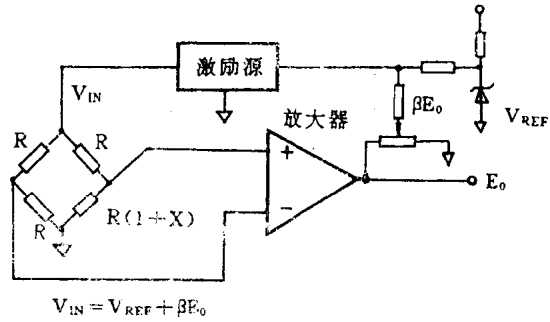 激励源
V_IN
βE₀
V_REF
放大器
R
R
+
E₀
−
R
R(1+X)
V_IN = V_REF + βE₀